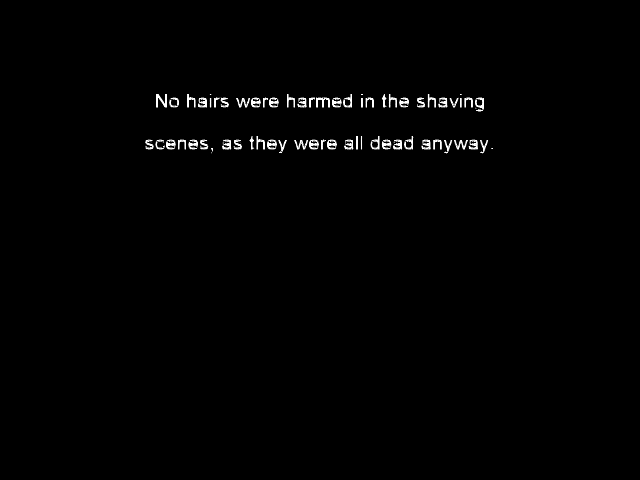 No hairs were harmed in the shaving
scenes, as they were all dead anyway.